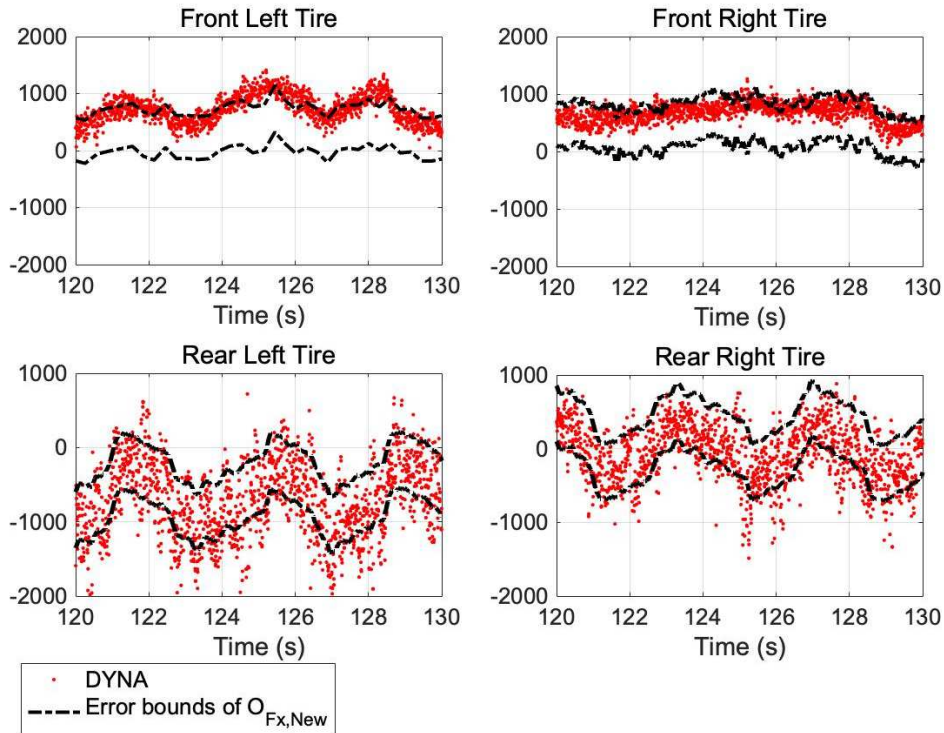 Front Left Tire
2000
1000
0
-1000
-2000
120 122 124 126 128 130
Time (s)
Front Right Tire
2000
1000
0
-1000
-2000
120 122 124 126 128 130
Time (s)
Rear Left Tire
1000
0
-1000
-2000
120 122 124 126 128 130
Time (s)
Rear Right Tire
1000
0
-1000
-2000
120 122 124 126 128 130
Time (s)
DYNA
Error bounds of O_Fx,New